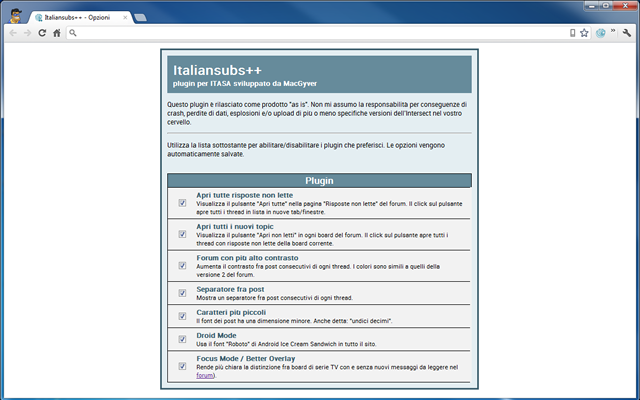 Italiansubs++ - Opzioni
Italiansubs++
plugin per ITASA sviluppato da MacGyver
Questo plugin è rilasciato come prodotto "as is". Non mi assumo la responsabilità per conseguenze di
crash, perdite di dati, esplosioni e/o upload di più o meno specifiche versioni dell'Intersect nel vostro
cervello.
Utilizza la lista sottostante per abilitare/disabilitare i plugin che preferisci. Le opzioni vengono
automaticamente salvate.
Plugin
Apri tutte risposte non lette
Visualizza il pulsante "Apri tutte" nella pagina "Risposte non lette" del forum. Il click sul pulsante
apre tutti i thread in lista in nuove tab/finestre.
Apri tutti i nuovi topic
Visualizza il pulsante "Apri non letti" in ogni board del forum. Il click sul pulsante apre tutti i
thread con risposte non lette della board corrente.
Forum con più alto contrasto
Aumenta il contrasto fra post consecutivi di ogni thread. I colori sono simili a quelli della
versione 2 del forum.
Separatore fra post
Mostra un separatore fra post consecutivi di ogni thread.
Caratteri più piccoli
Il font dei post ha una dimensione minore. Anche detta: "undici decimi".
Droid Mode
Usa il font "Roboto" di Android Ice Cream Sandwich in tutto il sito.
Focus Mode / Better Overlay
Rende più chiara la distinzione fra board di serie TV con e senza nuovi messaggi da leggere nel
forum).